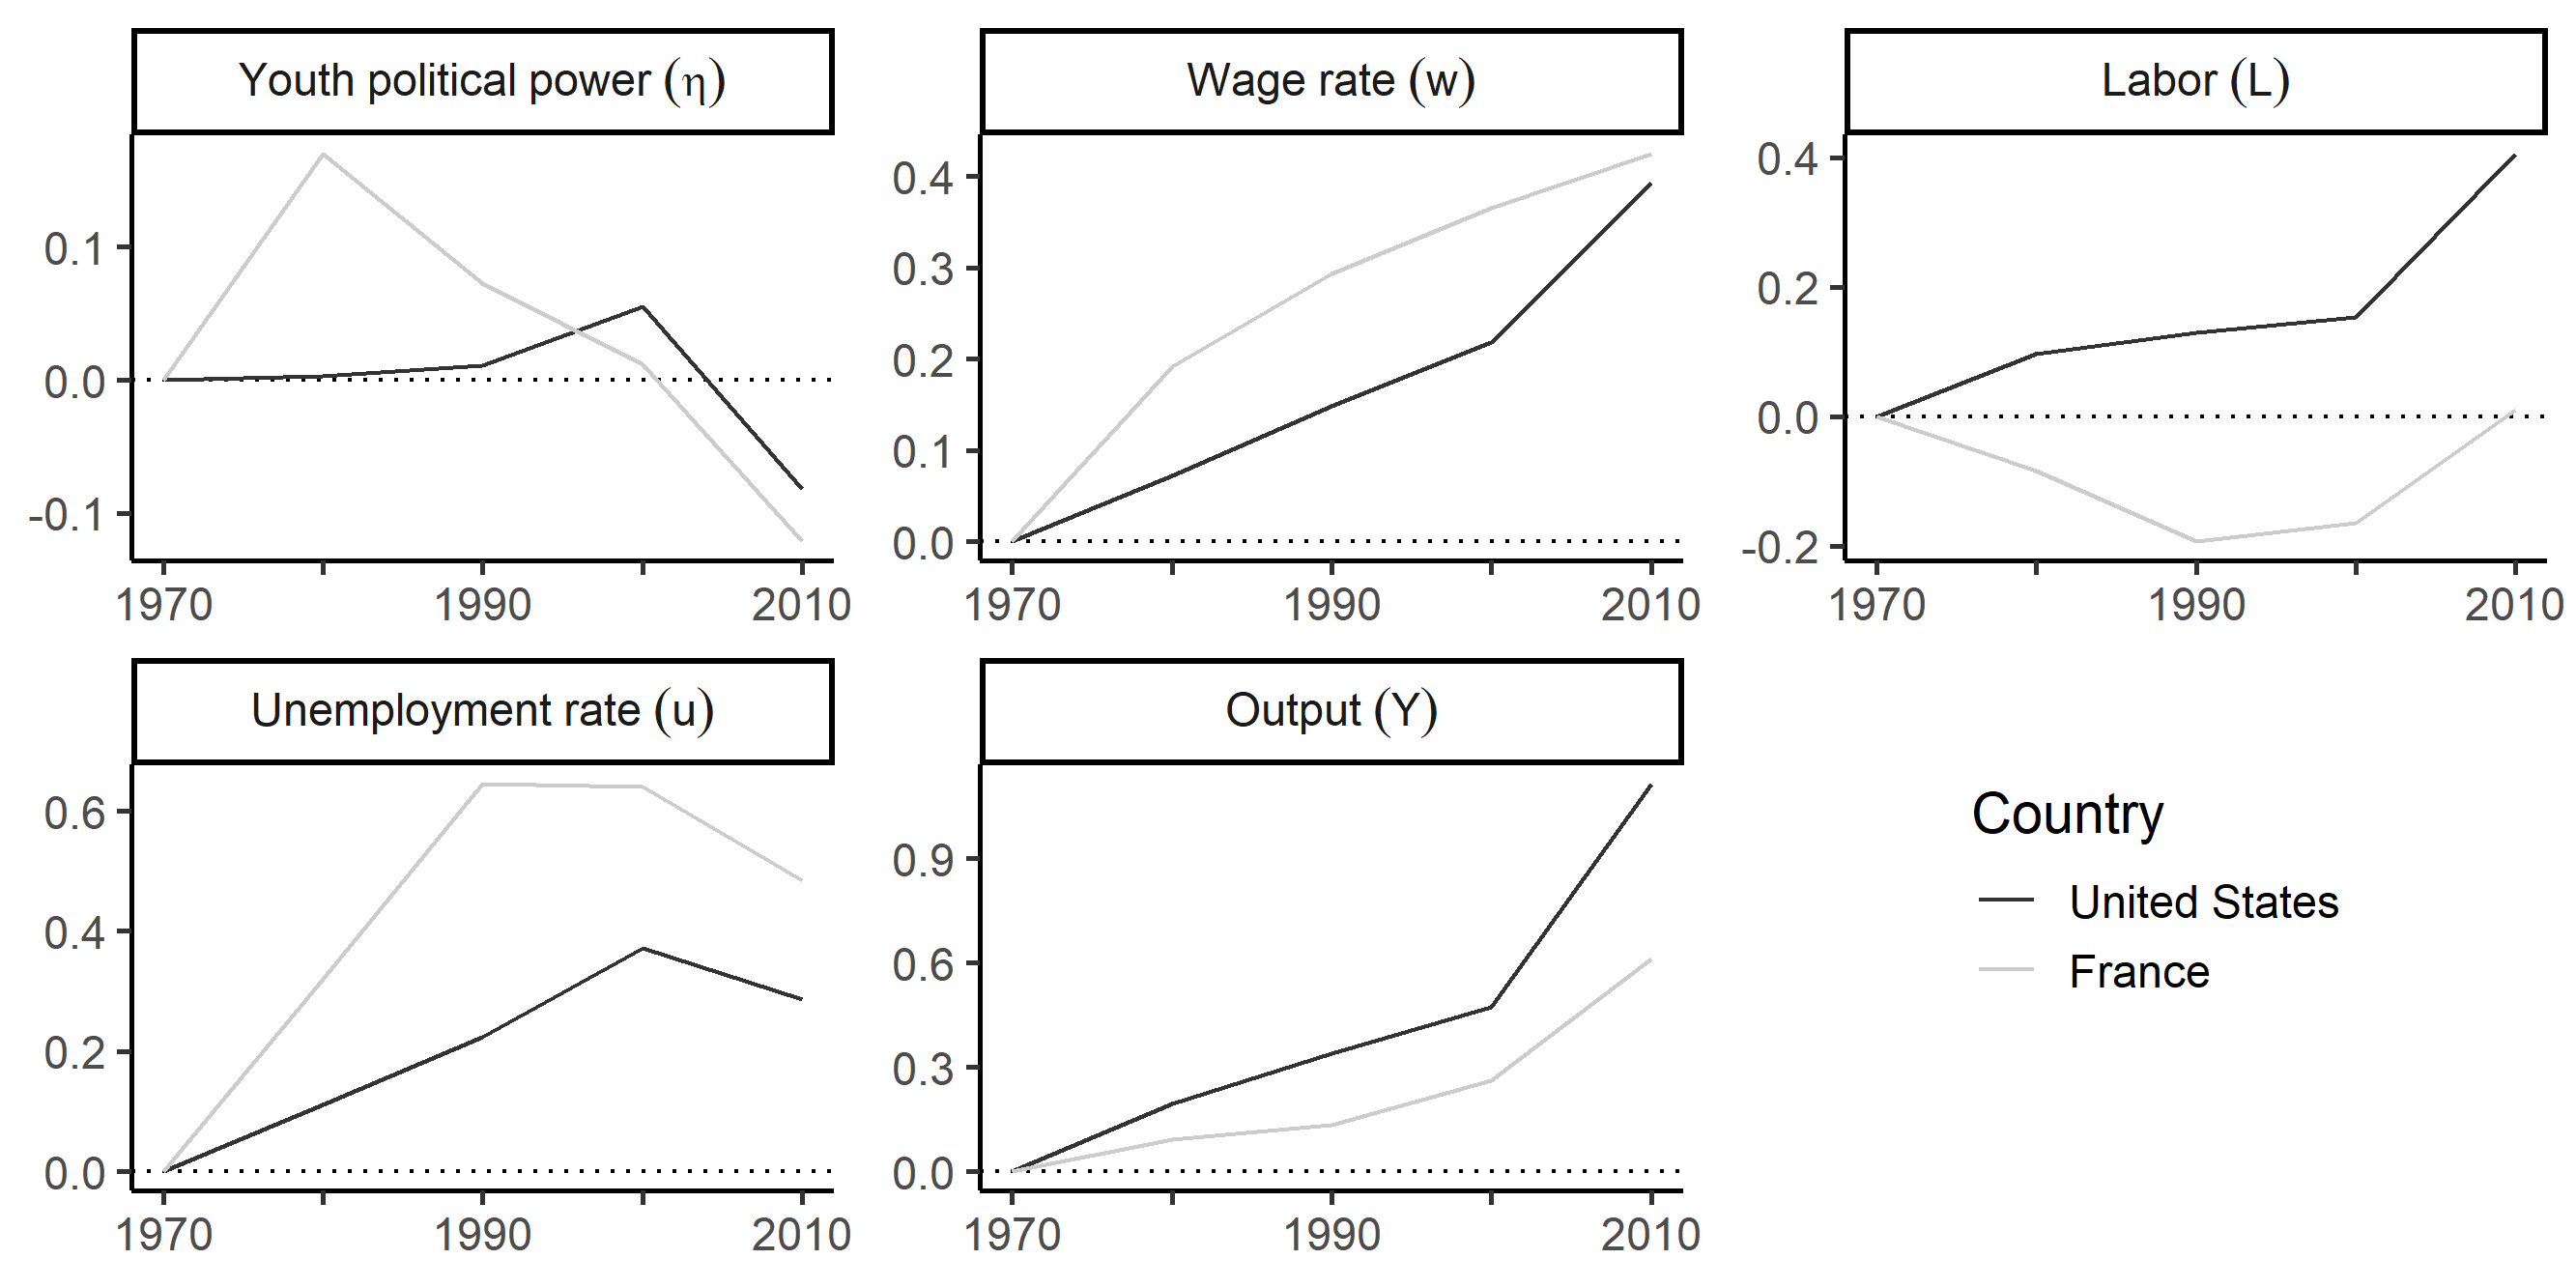 Youth political power (η)
0.1
0.0
-0.1
1970 1990 2010
Wage rate (w)
0.4
0.3
0.2
0.1
0.0
1970 1990 2010
Labor (L)
0.4
0.2
0.0
-0.2
1970 1990 2010
Unemployment rate (u)
0.6
0.4
0.2
0.0
1970 1990 2010
Output (Y)
0.9
0.6
0.3
0.0
1970 1990 2010
Country
United States
France